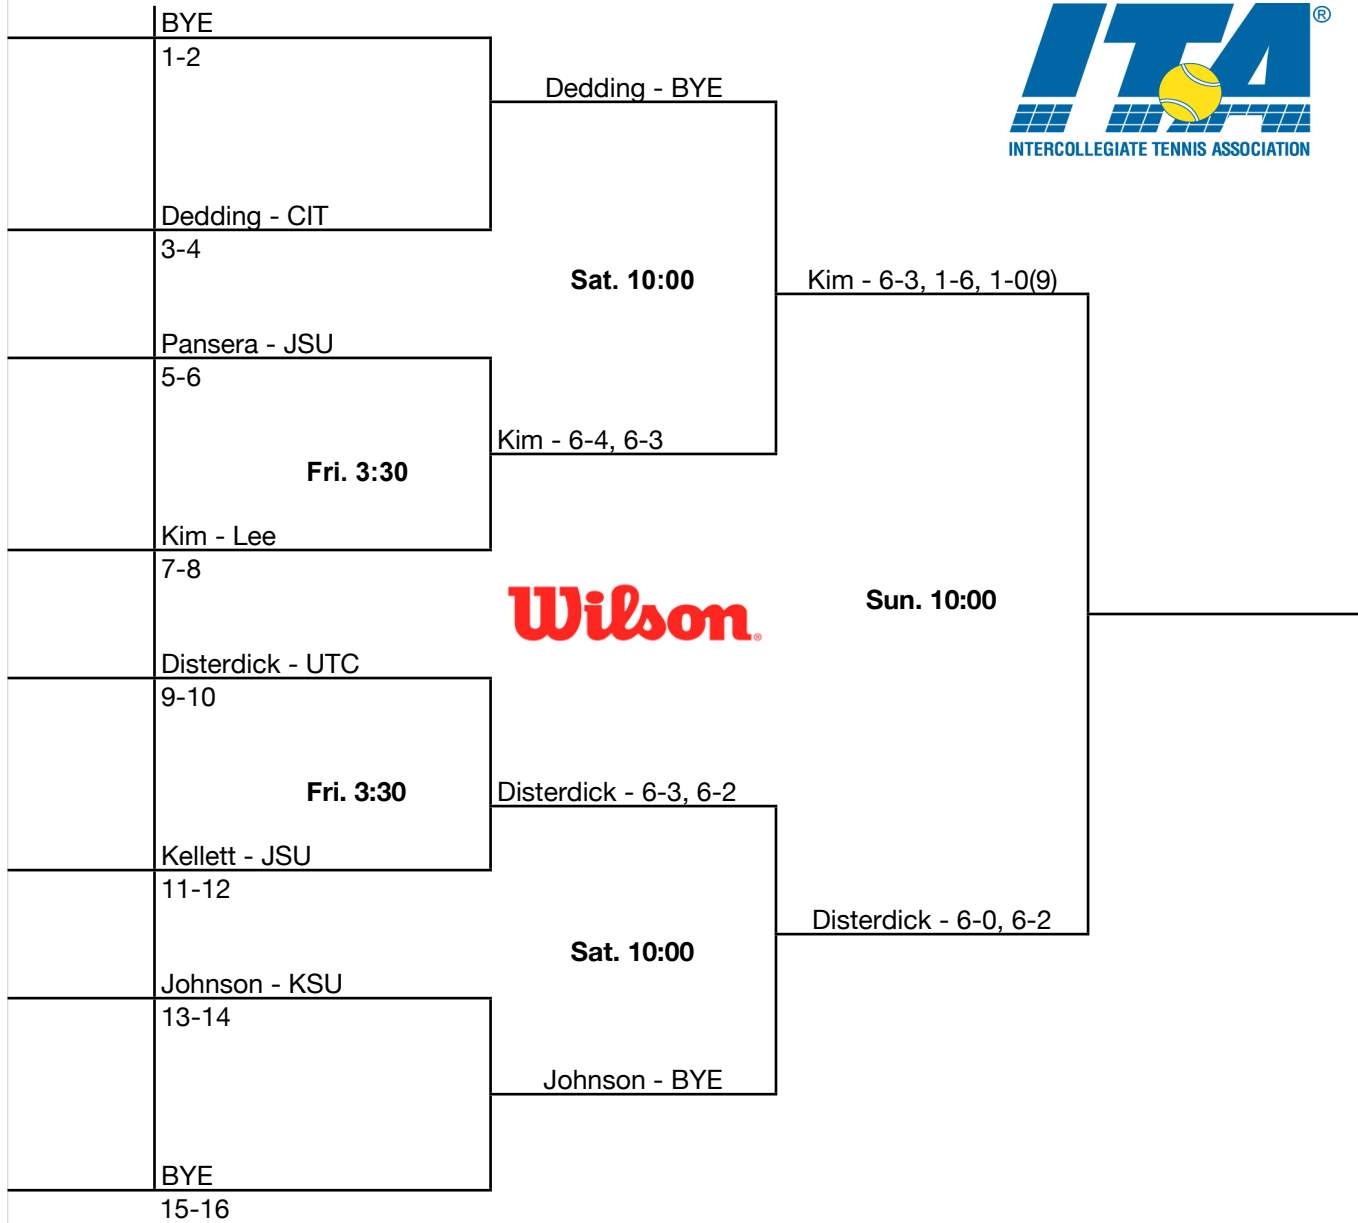 BYE
1-2
ITA®
INTERCOLLEGIATE TENNIS ASSOCIATION
Dedding - BYE
Dedding - CIT
3-4
Sat. 10:00
Kim - 6-3, 1-6, 1-0(9)
Pansera - JSU
5-6
Kim - 6-4, 6-3
Fri. 3:30
Kim - Lee
7-8
Wilson®
Sun. 10:00
Disterdick - UTC
9-10
Fri. 3:30
Disterdick - 6-3, 6-2
Kellett - JSU
11-12
Disterdick - 6-0, 6-2
Sat. 10:00
Johnson - KSU
13-14
Johnson - BYE
BYE
15-16